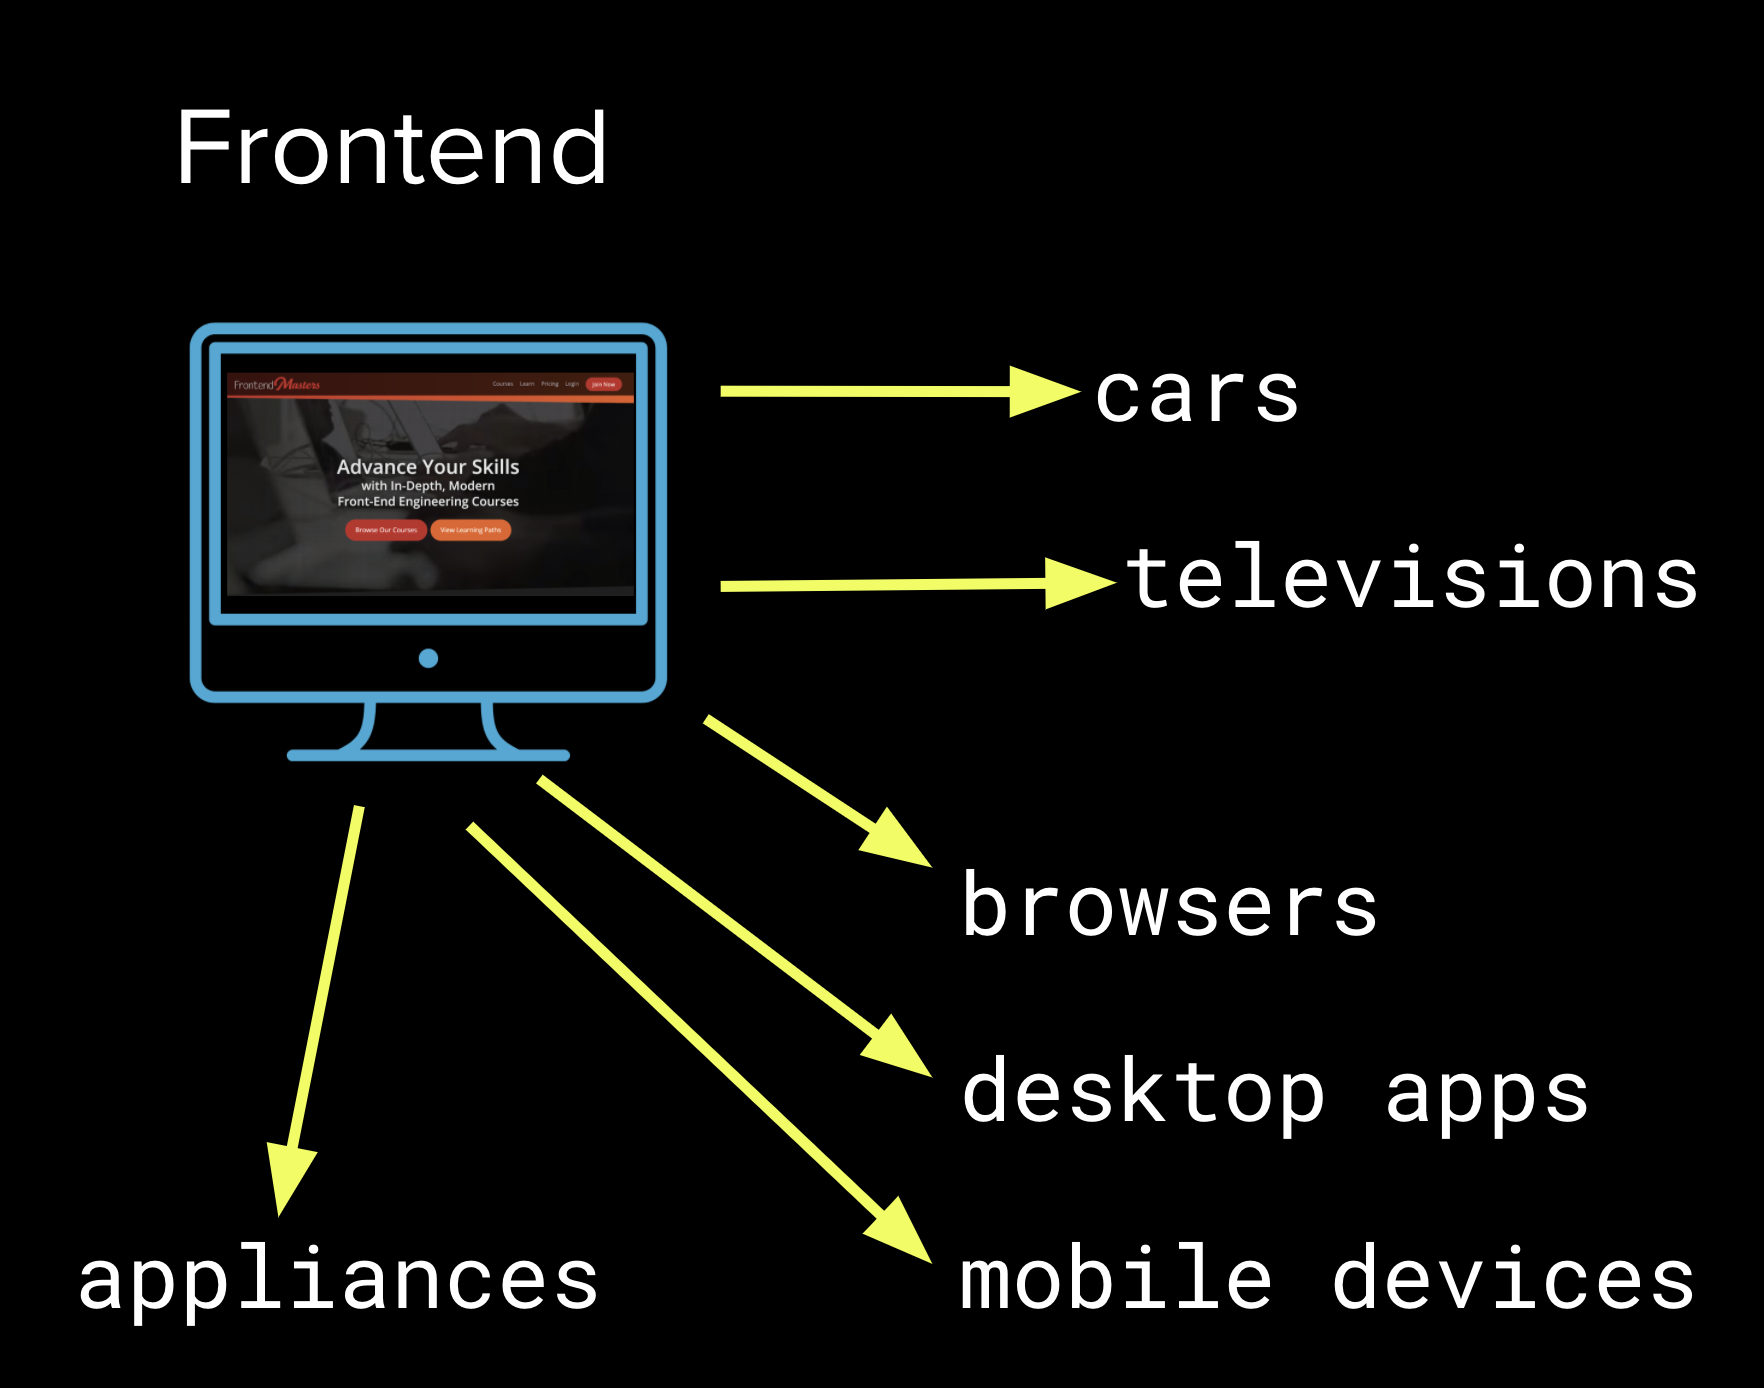 Frontend
FrontendMasters
Courses Learn Pricing Login Join Now
Advance Your Skills
with In-Depth, Modern
Front-End Engineering Courses
Browse Our Courses View Learning Paths
cars
televisions
browsers
desktop apps
appliances
mobile devices